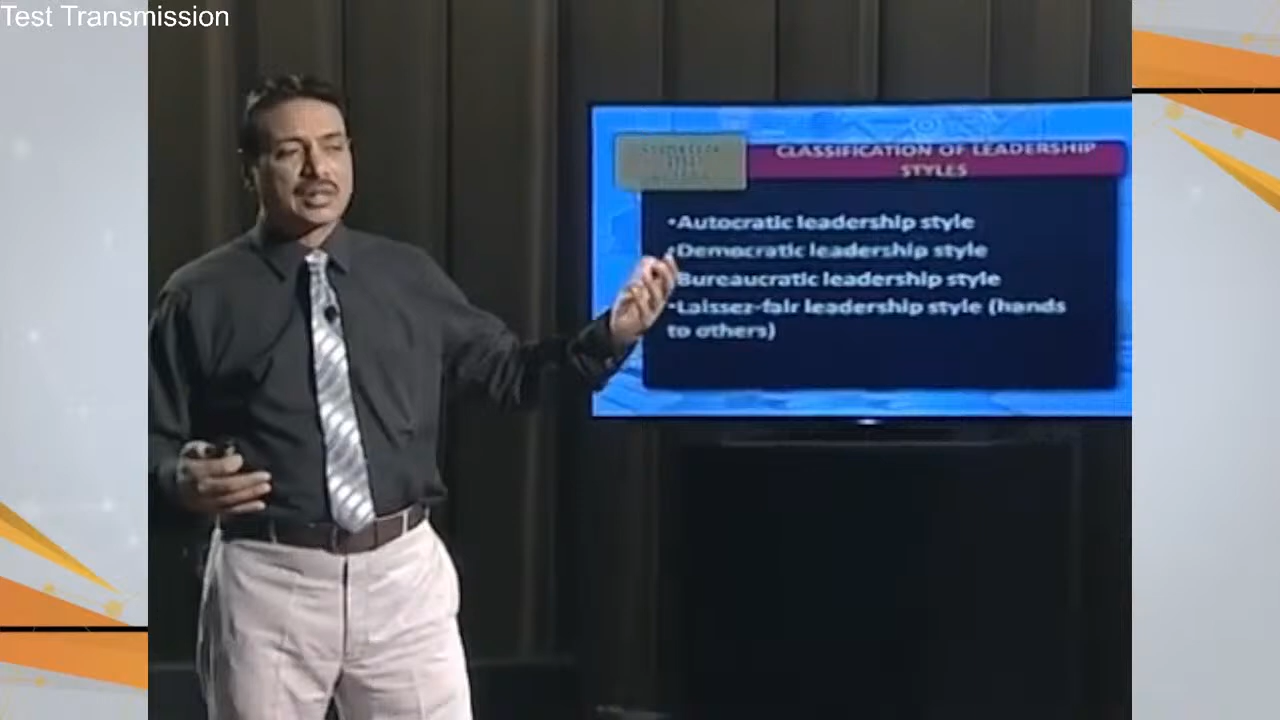 Test Transmission
CLASSIFICATION OF LEADERSHIP
STYLES
•Autocratic leadership style
•Democratic leadership style
•Bureaucratic leadership style
•Laissez-fair leadership style (hands
to others)